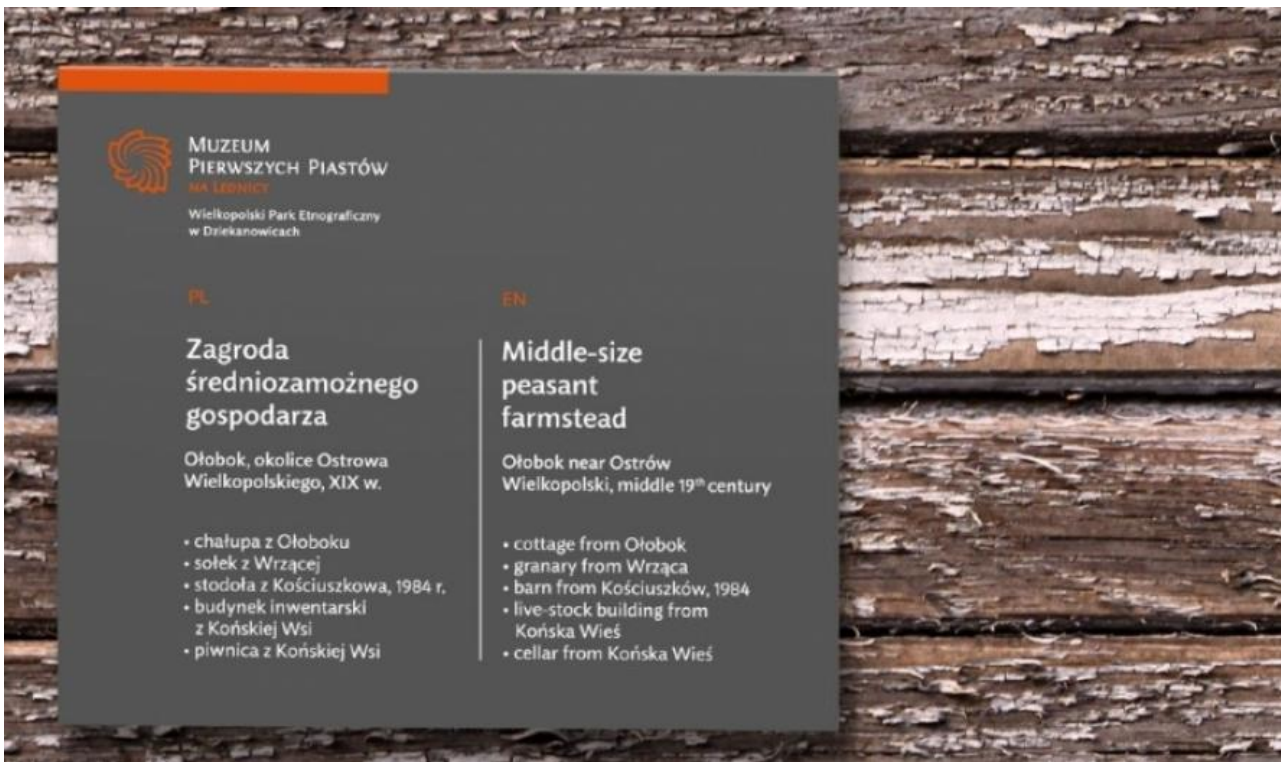 MUZEUM
PIERWSZYCH PIASTÓW
NA LEDNICY
Wielkopolski Park Etnograficzny
w Dziekanowicach
PL
Zagroda
średniozamożnego
gospodarza
Ołobok, okolice Ostrowa
Wielkopolskiego, XIX w.
• chałupa z Ołoboku
• sołek z Wrzącej
• stodoła z Kościuszkowa, 1984 r.
• budynek inwentarski
z Końskiej Wsi
• piwnica z Końskiej Wsi
EN
Middle-size
peasant
farmstead
Ołobok near Ostrów
Wielkopolski, middle 19th century
• cottage from Ołobok
• granary from Wrząca
• barn from Kościuszków, 1984
• live-stock building from
Końska Wieś
• cellar from Końska Wieś